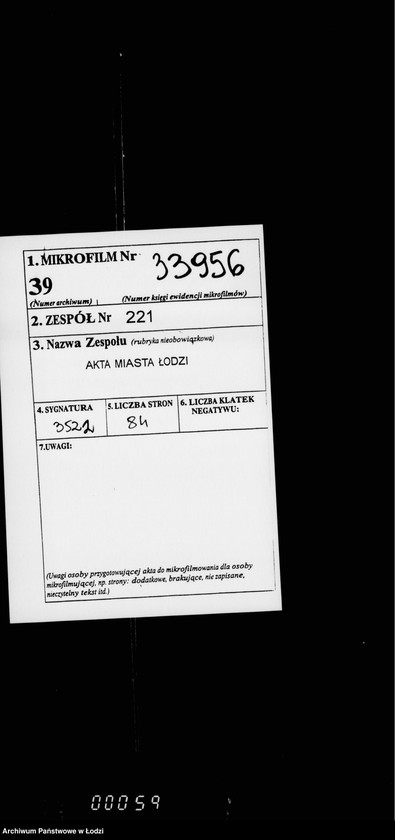 1. MIKROFILM Nr 33956
39
(Numer archiwum) (Numer księgi ewidencji mikrofilmów)
2. ZESPÓŁ Nr 221
3. Nazwa Zespołu (rubryka nieobowiązkowa)
AKTA MIASTA ŁODZI
4. SYGNATURA 5. LICZBA STRON 6. LICZBA KLATEK
NEGATYWU:
3521 84
7.UWAGI:
(Uwagi osoby przygotowującej akta do mikrofilmowania dla osoby
mikrofilmującej, np. strony: dodatkowe, brakujące, nie zapisane,
nieczytelny tekst itd.)
00059
Archiwum Państwowe w Łodzi